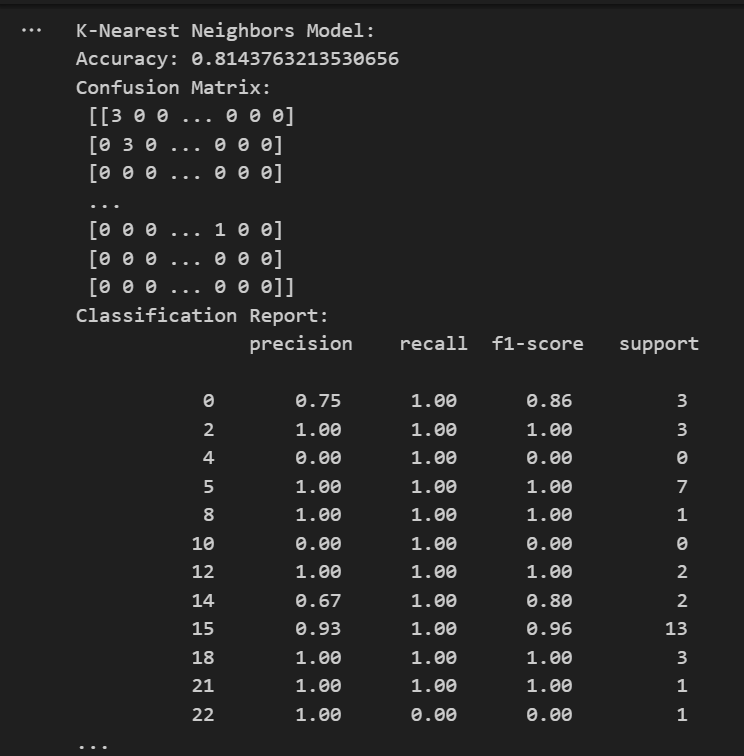 ... K-Nearest Neighbors Model:
Accuracy: 0.8143763213530656
Confusion Matrix:
[[3 0 0 ... 0 0 0]
[0 3 0 ... 0 0 0]
[0 0 0 ... 0 0 0]
...
[0 0 0 ... 1 0 0]
[0 0 0 ... 0 0 0]
[0 0 0 ... 0 0 0]]
Classification Report:
precision recall f1-score support
0 0.75 1.00 0.86 3
2 1.00 1.00 1.00 3
4 0.00 1.00 0.00 0
5 1.00 1.00 1.00 7
8 1.00 1.00 1.00 1
10 0.00 1.00 0.00 0
12 1.00 1.00 1.00 2
14 0.67 1.00 0.80 2
15 0.93 1.00 0.96 13
18 1.00 1.00 1.00 3
21 1.00 1.00 1.00 1
22 1.00 0.00 0.00 1
...